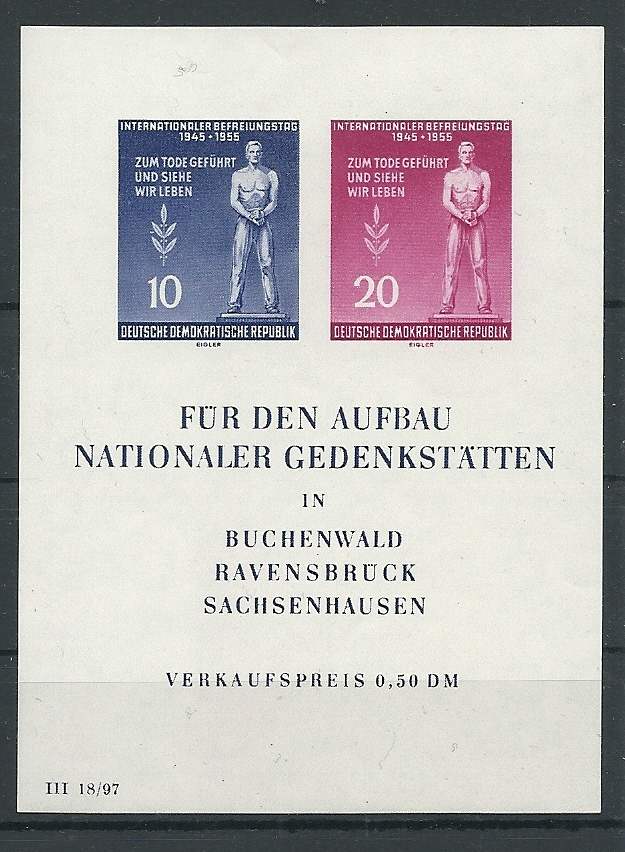 INTERNATIONALER BEFREIUNGSTAG
1945 • 1955
ZUM TODE GEFÜHRT
UND SIEHE
WIR LEBEN
10
DEUTSCHE DEMOKRATISCHE REPUBLIK
EIGLER
INTERNATIONALER BEFREIUNGSTAG
1945 • 1955
ZUM TODE GEFÜHRT
UND SIEHE
WIR LEBEN
20
DEUTSCHE DEMOKRATISCHE REPUBLIK
EIGLER
FÜR DEN AUFBAU
NATIONALER GEDENKSTÄTTEN
IN
BUCHENWALD
RAVENSBRÜCK
SACHSENHAUSEN
VERKAUFSPREIS 0,50 DM
III 18/97